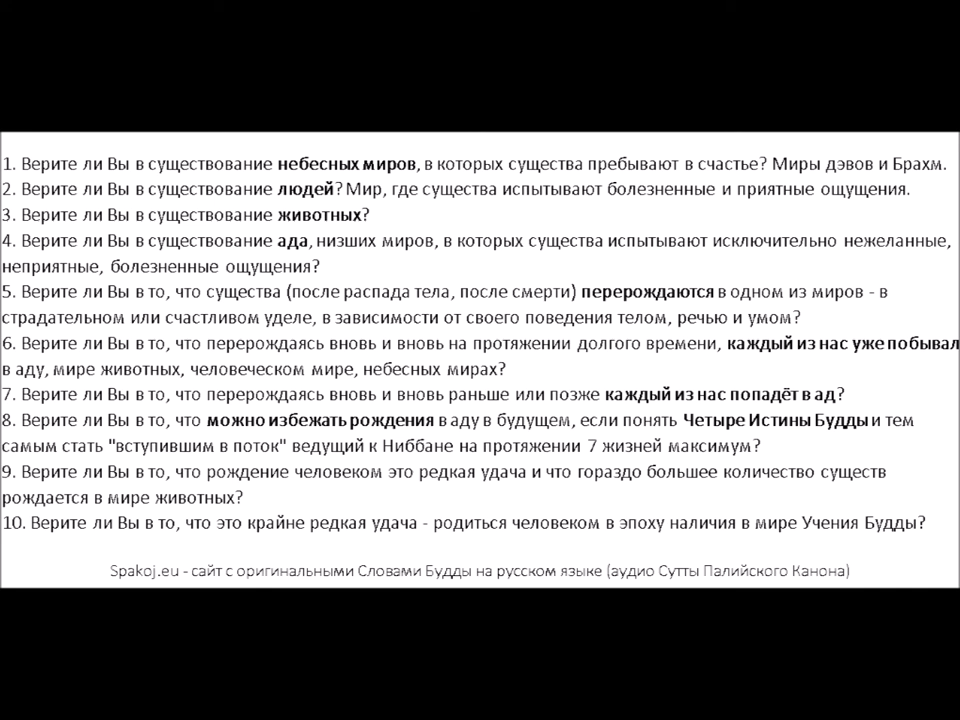 1. Верите ли Вы в существование небесных миров, в которых существа пребывают в счастье? Миры дэвов и Брахм.
2. Верите ли Вы в существование людей? Мир, где существа испытывают болезненные и приятные ощущения.
3. Верите ли Вы в существование животных?
4. Верите ли Вы в существование ада, низших миров, в которых существа испытывают исключительно нежеланные,
неприятные, болезненные ощущения?
5. Верите ли Вы в то, что существа (после распада тела, после смерти) перерождаются в одном из миров - в
страдательном или счастливом уделе, в зависимости от своего поведения телом, речью и умом?
6. Верите ли Вы в то, что перерождаясь вновь и вновь на протяжении долгого времени, каждый из нас уже побывал
в аду, мире животных, человеческом мире, небесных мирах?
7. Верите ли Вы в то, что перерождаясь вновь и вновь раньше или позже каждый из нас попадёт в ад?
8. Верите ли Вы в то, что можно избежать рождения в аду в будущем, если понять Четыре Истины Будды и тем
самым стать "вступившим в поток" ведущий к Ниббане на протяжении 7 жизней максимум?
9. Верите ли Вы в то, что рождение человеком это редкая удача и что гораздо большее количество существ
рождается в мире животных?
10. Верите ли Вы в то, что это крайне редкая удача - родиться человеком в эпоху наличия в мире Учения Будды?
Spakoj.eu - сайт с оригинальными Словами Будды на русском языке (аудио Сутты Палийского Канона)